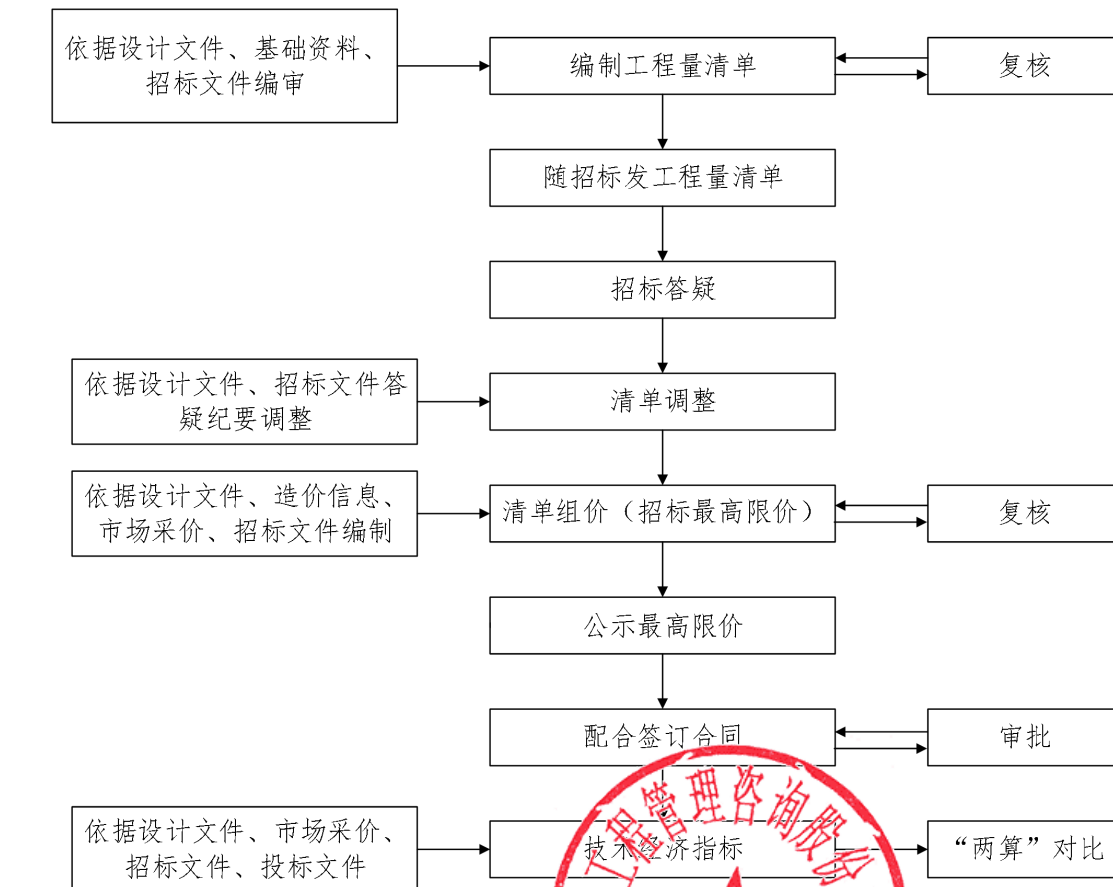 依据设计文件、基础资料、
招标文件编审
编制工程量清单
复核
随招标发工程量清单
招标答疑
依据设计文件、招标文件答
疑纪要调整
清单调整
依据设计文件、造价信息、
市场采价、招标文件编制
清单组价（招标最高限价）
复核
公示最高限价
配合签订合同
审批
依据设计文件、市场采价、
招标文件、投标文件
技术经济指标
“两算”对比
工程管理咨询股份